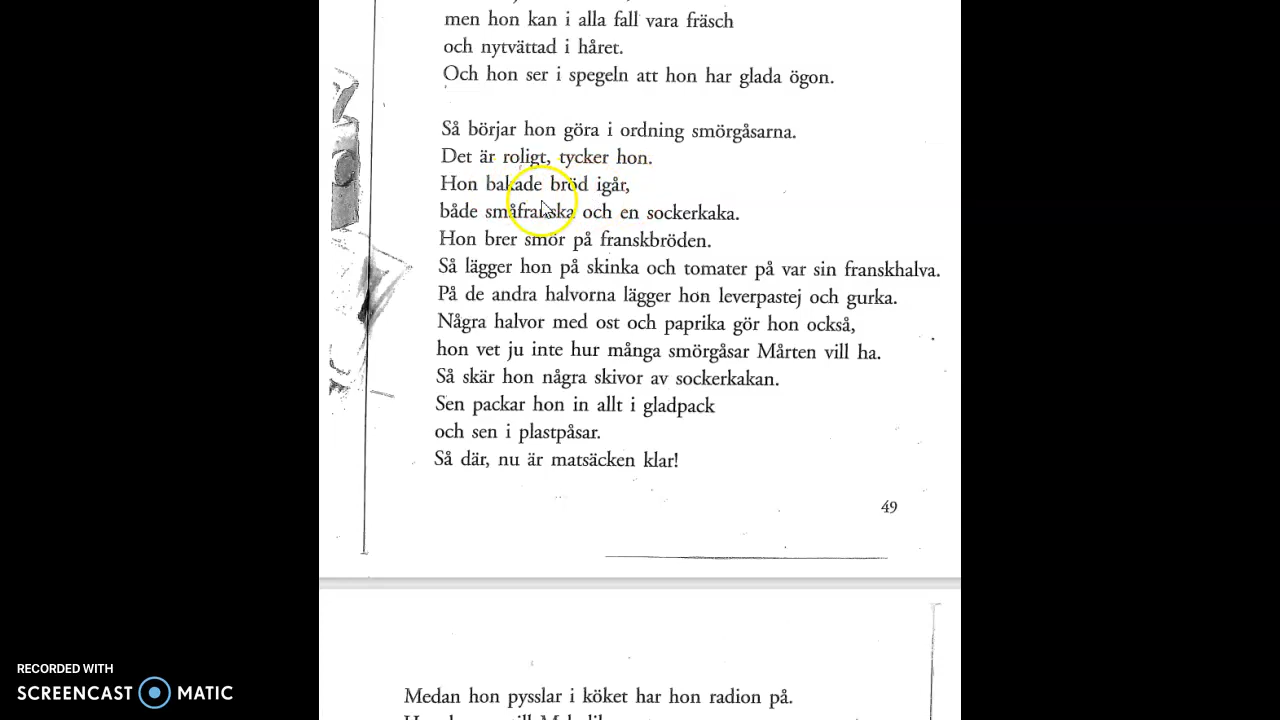 men hon kan i alla fall vara fräsch
och nytvättad i håret.
Och hon ser i spegeln att hon har glada ögon.
Så börjar hon göra i ordning smörgåsarna.
Det är roligt, tycker hon.
Hon bakade bröd igår,
både småfranska och en sockerkaka.
Hon brer smör på franskbröden.
Så lägger hon på skinka och tomater på var sin franskhalva.
På de andra halvorna lägger hon leverpastej och gurka.
Några halvor med ost och paprika gör hon också,
hon vet ju inte hur många smörgåsar Mårten vill ha.
Så skär hon några skivor av sockerkakan.
Sen packar hon in allt i gladpack
och sen i plastpåsar.
Så där, nu är matsäcken klar!
49
Medan hon pysslar i köket har hon radion på.
RECORDED WITH
SCREENCAST MATIC